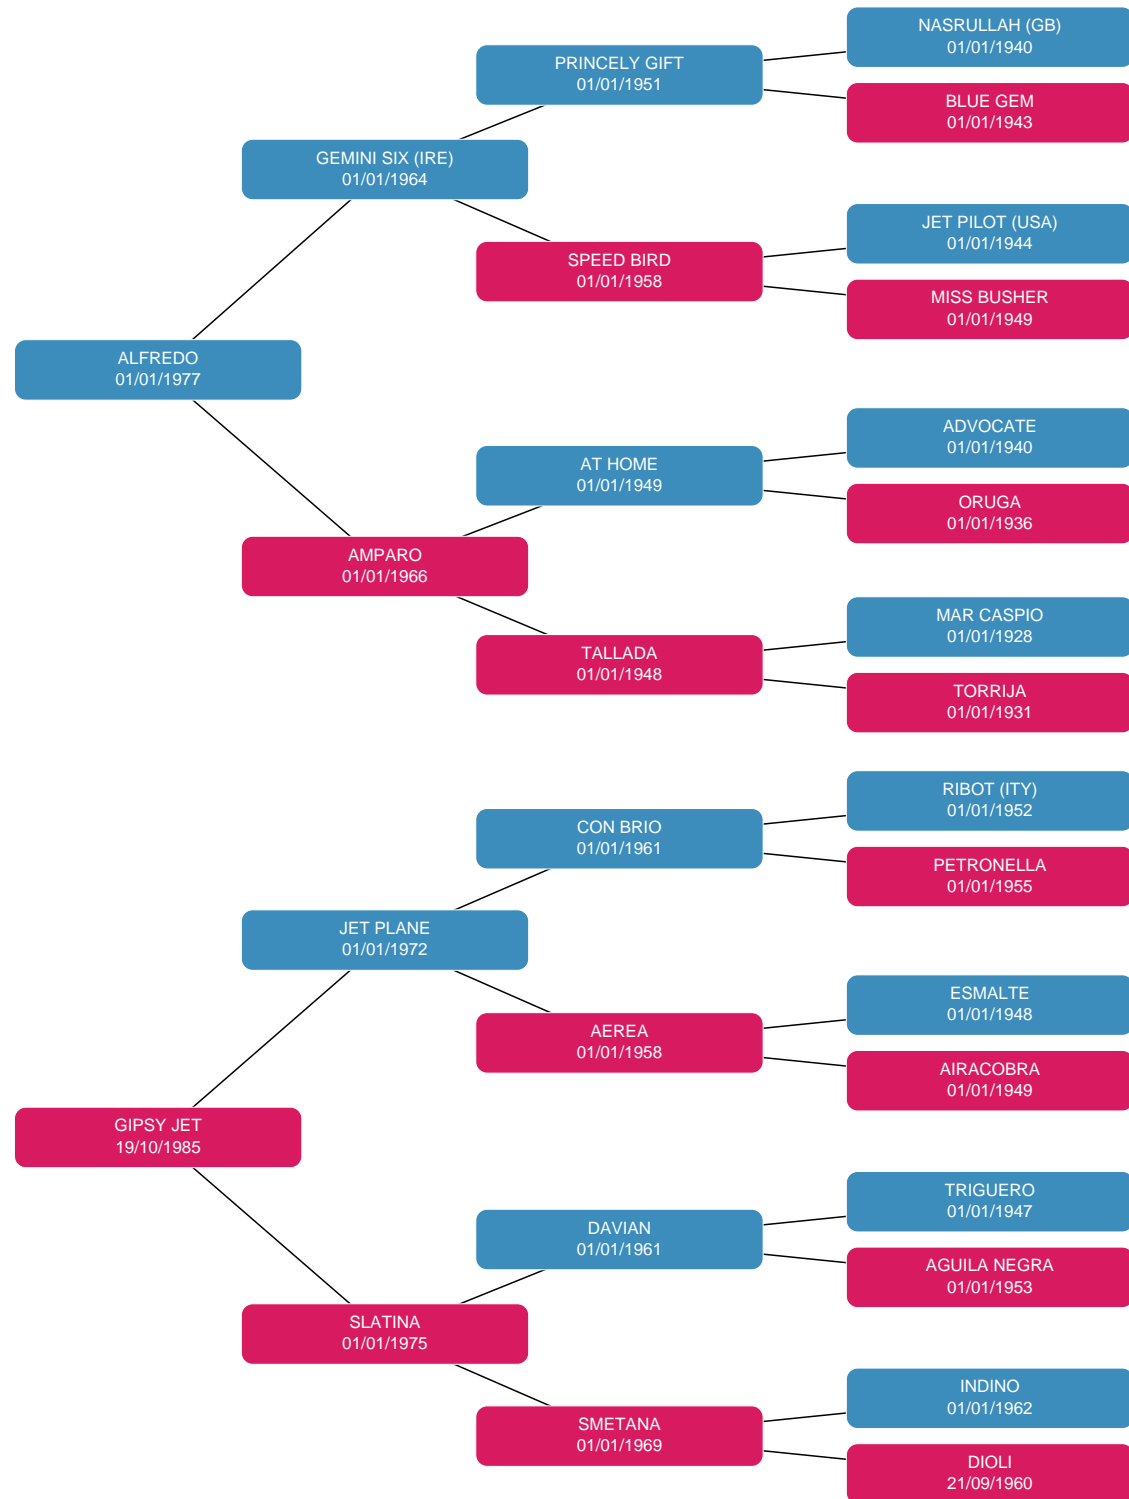 NASRULLAH (GB)
01/01/1940
PRINCELY GIFT
01/01/1951
BLUE GEM
01/01/1943
GEMINI SIX (IRE)
01/01/1964
JET PILOT (USA)
01/01/1944
SPEED BIRD
01/01/1958
MISS BUSHER
01/01/1949
ALFREDO
01/01/1977
ADVOCATE
01/01/1940
AT HOME
01/01/1949
ORUGA
01/01/1936
AMPARO
01/01/1966
MAR CASPIO
01/01/1928
TALLADA
01/01/1948
TORRIJA
01/01/1931
RIBOT (ITY)
01/01/1952
CON BRIO
01/01/1961
PETRONELLA
01/01/1955
JET PLANE
01/01/1972
ESMALTE
01/01/1948
AEREA
01/01/1958
AIRACOBRA
01/01/1949
GIPSY JET
19/10/1985
TRIGUERO
01/01/1947
DAVIAN
01/01/1961
AGUILA NEGRA
01/01/1953
SLATINA
01/01/1975
INDINO
01/01/1962
SMETANA
01/01/1969
DIOLI
21/09/1960